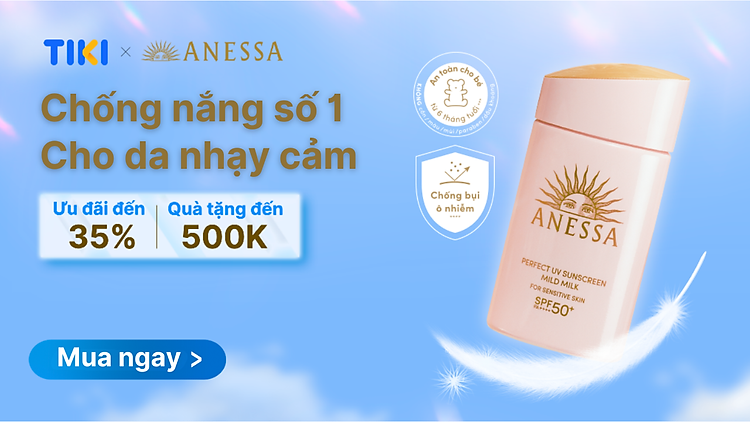 TIKI × ANESSA
Chống nắng số 1
Cho da nhạy cảm
Ưu đãi đến
35%
Quà tặng đến
500K
Mua ngay >
An toàn cho bé
từ 6 tháng tuổi
Chống bụi
ô nhiễm
ANESSA
PERFECT UV SUNSCREEN
MILD MILK
FOR SENSITIVE SKIN
SPF50+
PA++++